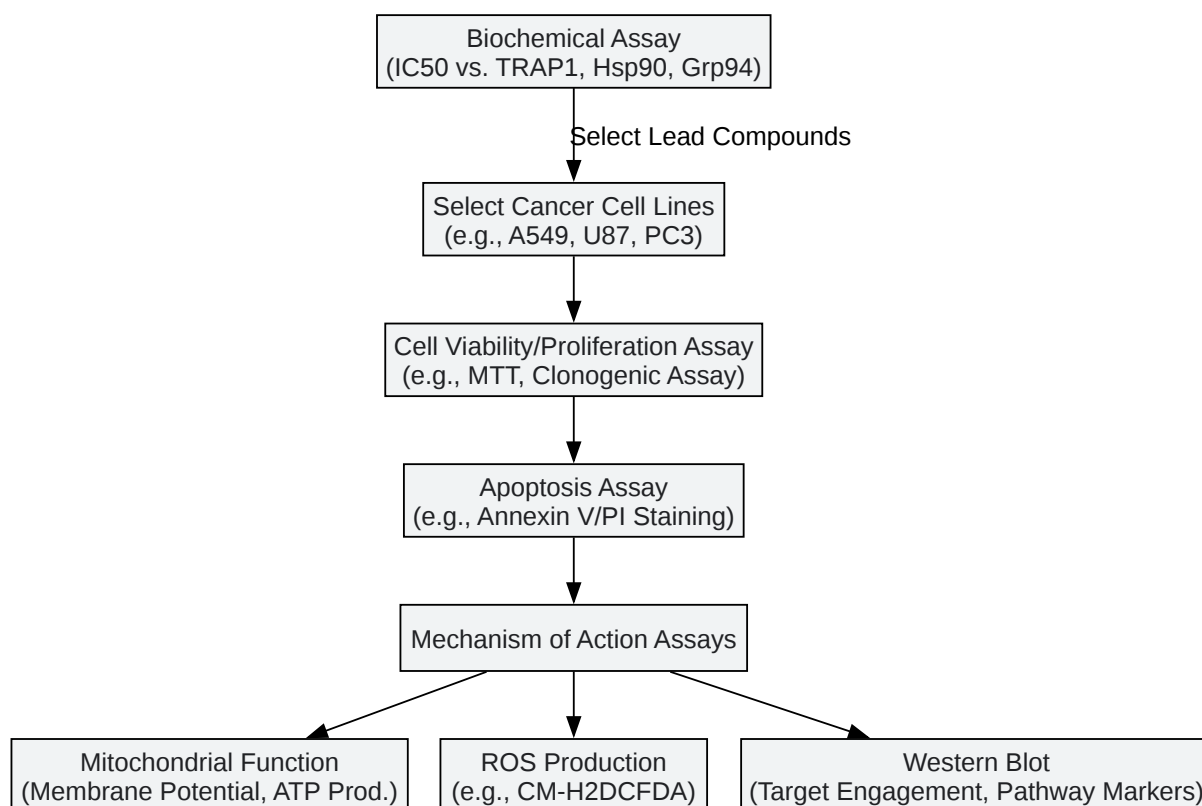 Biochemical Assay
(IC50 vs. TRAP1, Hsp90, Grp94)
Select Lead Compounds
Select Cancer Cell Lines
(e.g., A549, U87, PC3)
Cell Viability/Proliferation Assay
(e.g., MTT, Clonogenic Assay)
Apoptosis Assay
(e.g., Annexin V/PI Staining)
Mechanism of Action Assays
Mitochondrial Function
(Membrane Potential, ATP Prod.)
ROS Production
(e.g., CM-H2DCFDA)
Western Blot
(Target Engagement, Pathway Markers)